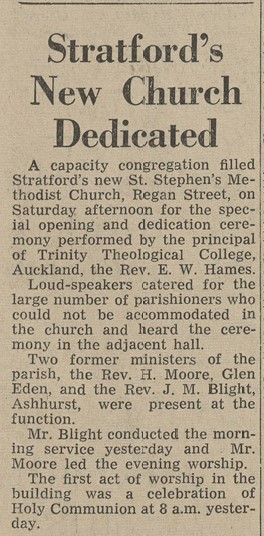 Stratford's
New Church
Dedicated
A capacity congregation filled
Stratford's new St. Stephen's Me-
thodist Church, Regan Street, on
Saturday afternoon for the spec-
ial opening and dedication cere-
mony performed by the principal
of Trinity Theological College,
Auckland, the Rev. E. W. Hames.
Loud-speakers catered for the
large number of parishioners who
could not be accommodated in
the church and heard the cere-
mony in the adjacent hall.
Two former ministers of the
parish, the Rev. H. Moore, Glen
Eden, and the Rev. J. M. Blight,
Ashhurst, were present at the
function.
Mr. Blight conducted the morn-
ing service yesterday and Mr.
Moore led the evening worship.
The first act of worship in the
building was a celebration of
Holy Communion at 8 a.m. yester-
day.